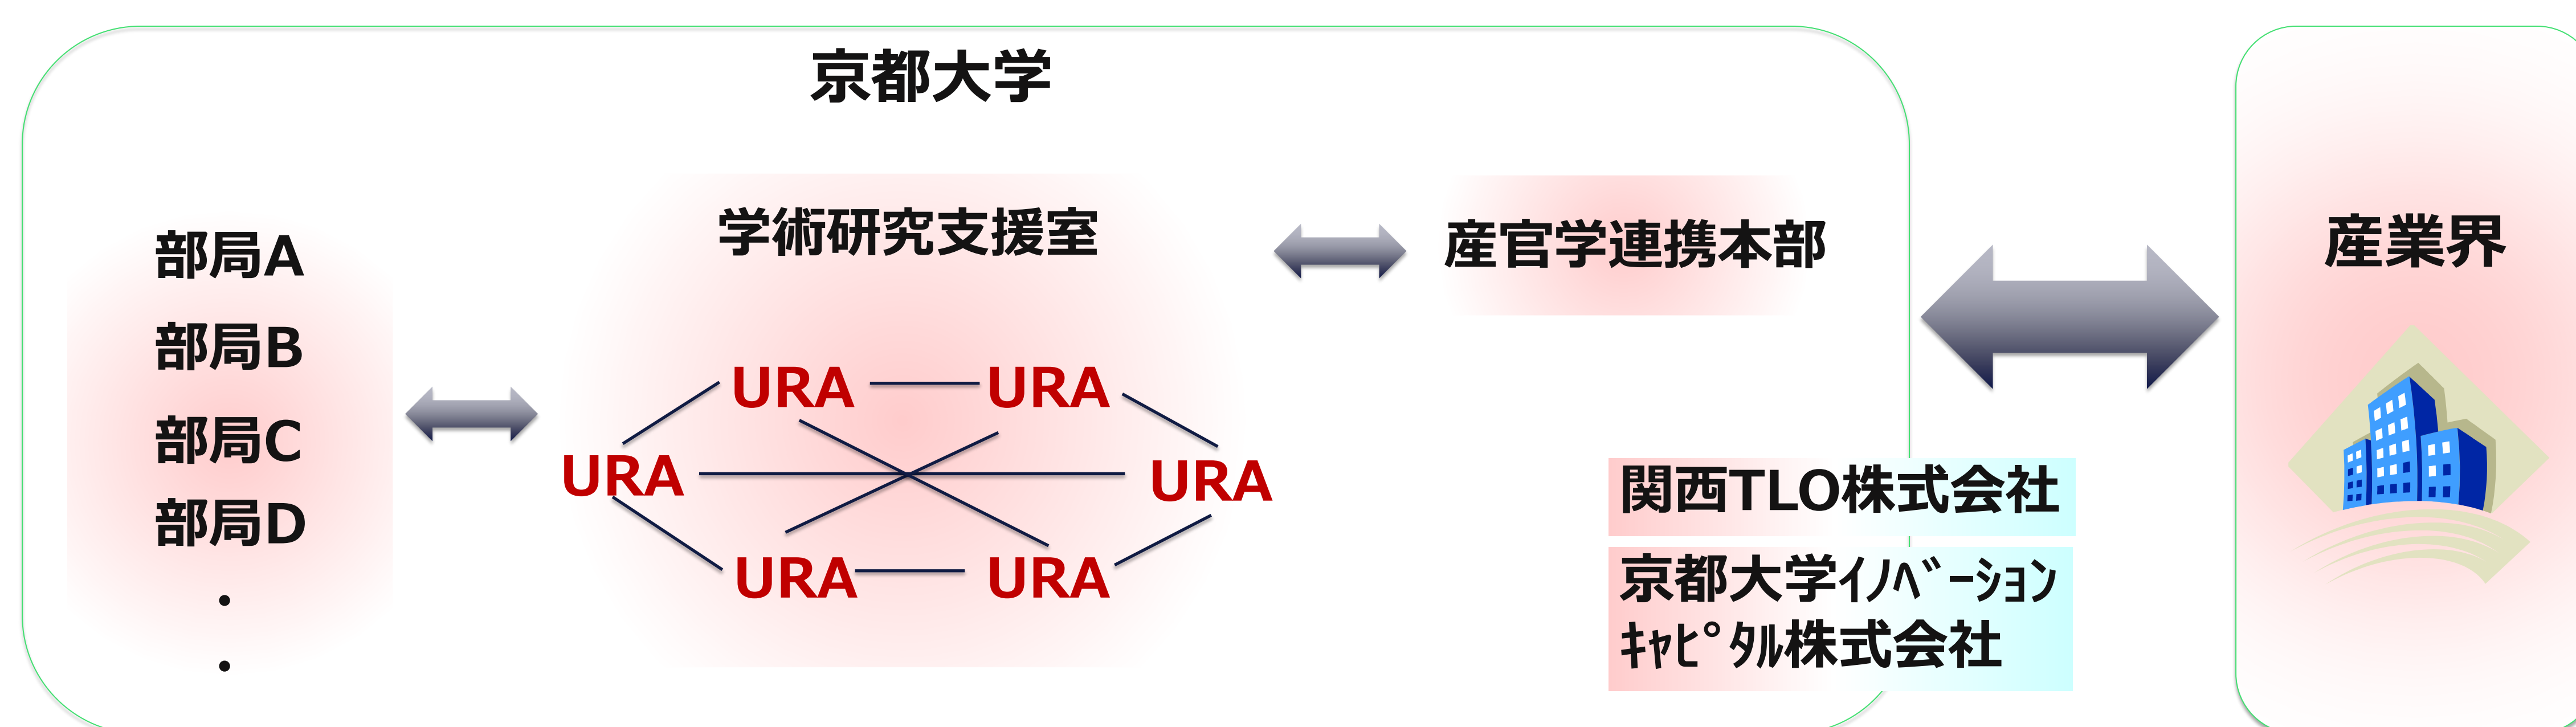 京都大学
部局A
部局B
部局C
部局D
・
・
学術研究支援室
URA
URA
URA
URA
URA
URA
産官学連携本部
関西TLO株式会社
京都大学ｲﾉﾍﾞｰｼｮﾝ
ｷｬﾋﾟﾀﾙ株式会社
産業界